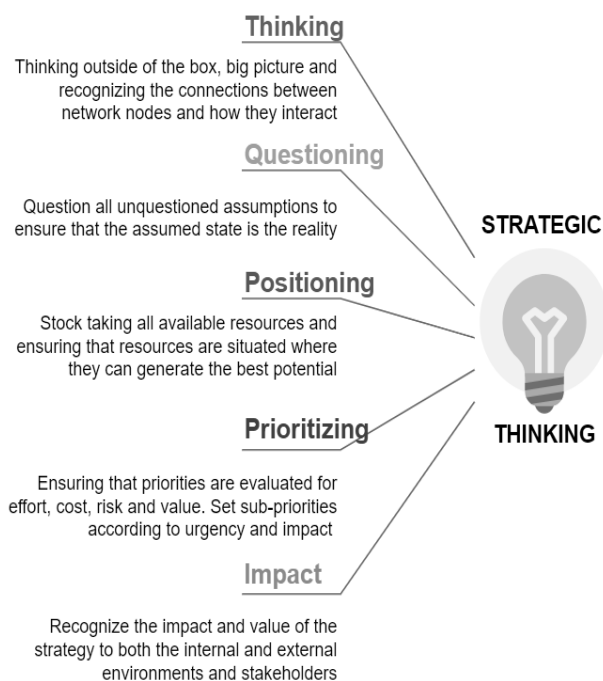 Thinking
Thinking outside of the box, big picture and
recognizing the connections between
network nodes and how they interact
Questioning
Question all unquestioned assumptions to
ensure that the assumed state is the reality
Positioning
Stock taking all available resources and
ensuring that resources are situated where
they can generate the best potential
Prioritizing
Ensuring that priorities are evaluated for
effort, cost, risk and value. Set sub-priorities
according to urgency and impact
Impact
Recognize the impact and value of the
strategy to both the internal and external
environments and stakeholders
STRATEGIC
THINKING